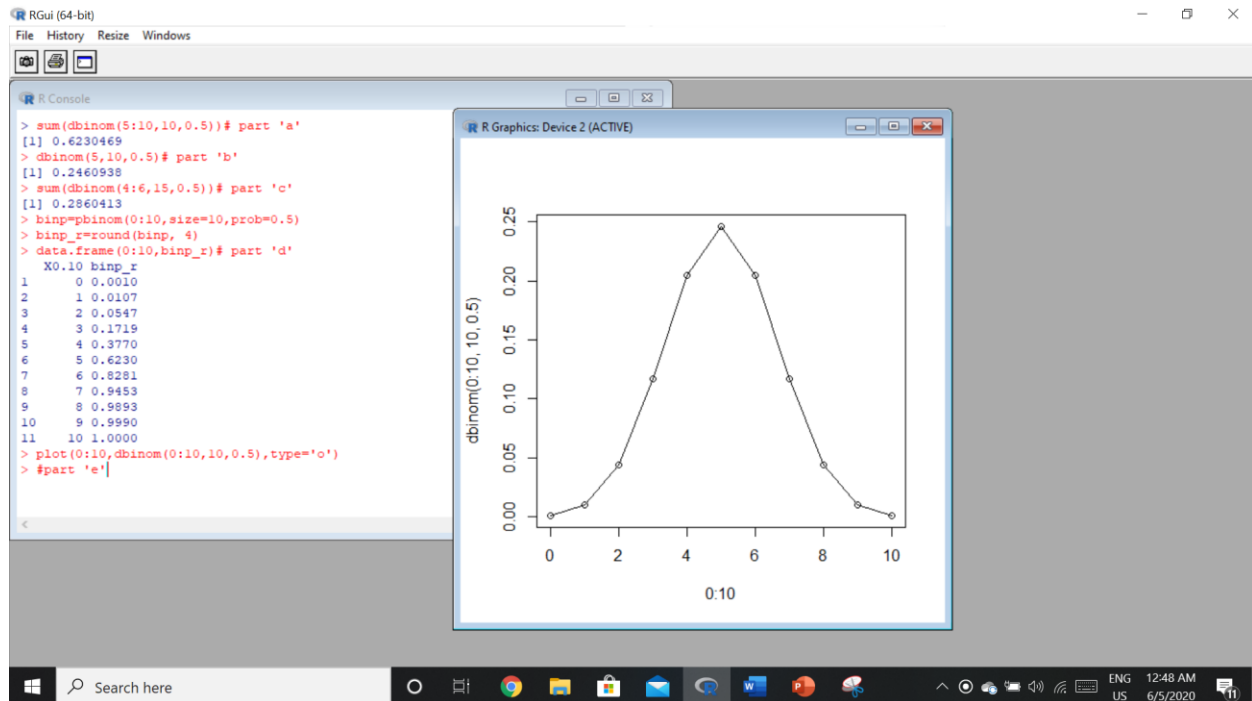 RGui (64-bit)
File History Resize Windows
R Console
> sum(dbinom(5:10,10,0.5))# part 'a'
[1] 0.6230469
> dbinom(5,10,0.5)# part 'b'
[1] 0.2460938
> sum(dbinom(4:6,15,0.5))# part 'c'
[1] 0.2860413
> binp=pbinom(0:10,size=10,prob=0.5)
> binp_r=round(binp, 4)
> data.frame(0:10,binp_r)# part 'd'
X0.10 binp_r
1 0 0.0010
2 1 0.0107
3 2 0.0547
4 3 0.1719
5 4 0.3770
6 5 0.6230
7 6 0.8281
8 7 0.9453
9 8 0.9893
10 9 0.9990
11 10 1.0000
> plot(0:10,dbinom(0:10,10,0.5),type='o')
> #part 'e'
R Graphics: Device 2 (ACTIVE)
dbinom(0:10, 10, 0.5)
0.25
0.20
0.15
0.10
0.05
0.00
0 2 4 6 8 10
0:10
Search here
ENG
US
12:48 AM
6/5/2020
11